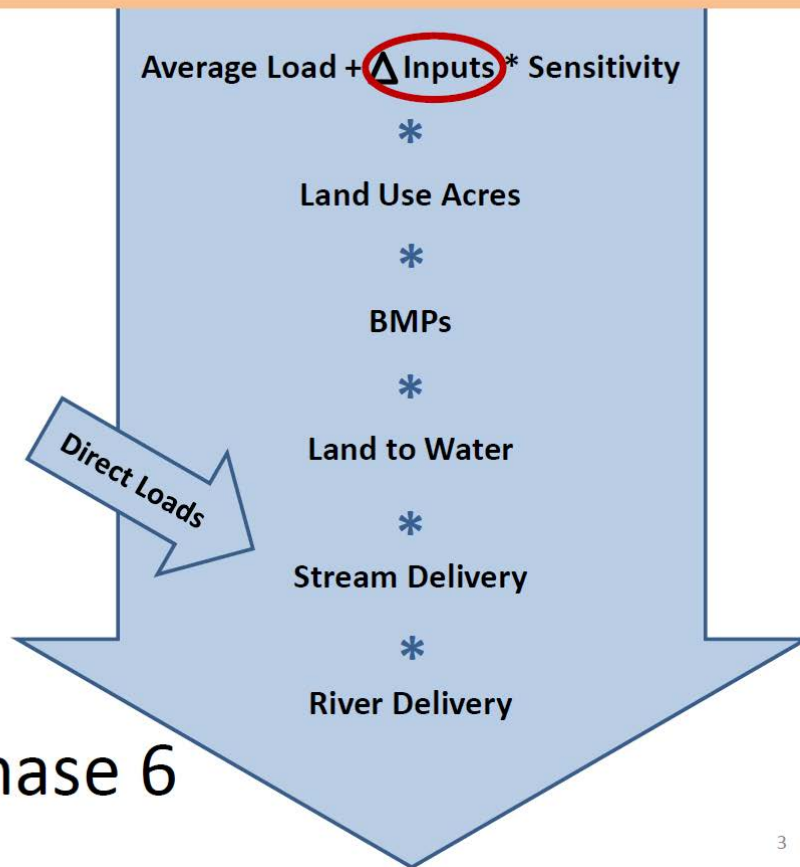 Average Load + Δ Inputs * Sensitivity
*
Land Use Acres
*
BMPs
*
Land to Water
Direct Loads
*
Stream Delivery
*
River Delivery
6
3